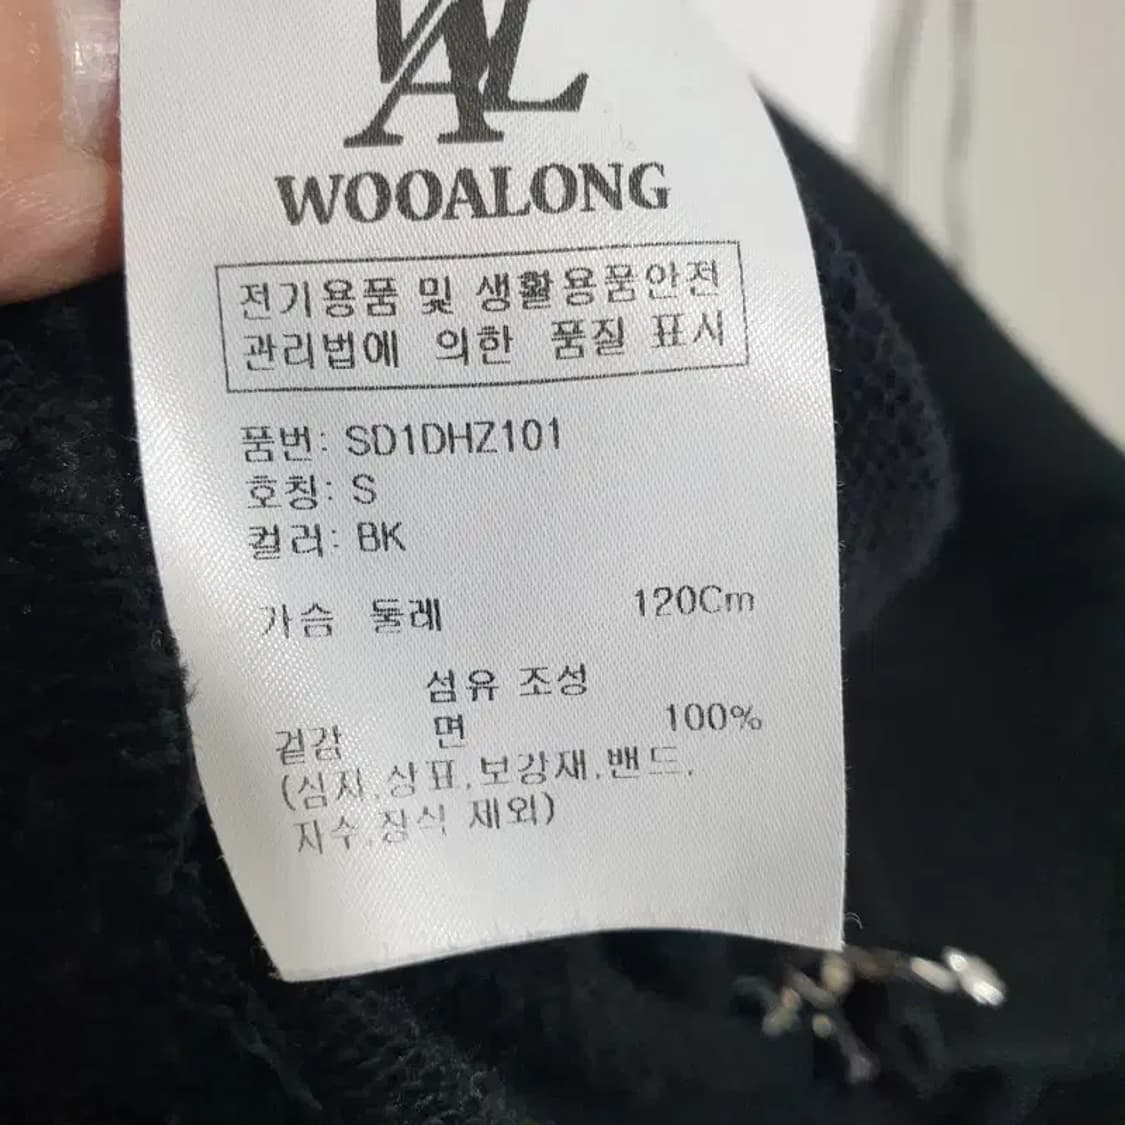 WAL
WOOALONG
전기용품 및 생활용품안전
관리법에 의한 품질 표시
품번: SD1DHZ101
호칭: S
컬러: BK
가슴 둘레 120Cm
섬유 조성
겉감 면 100%
(심지,상표,보강재,밴드,
자수,장식 제외)